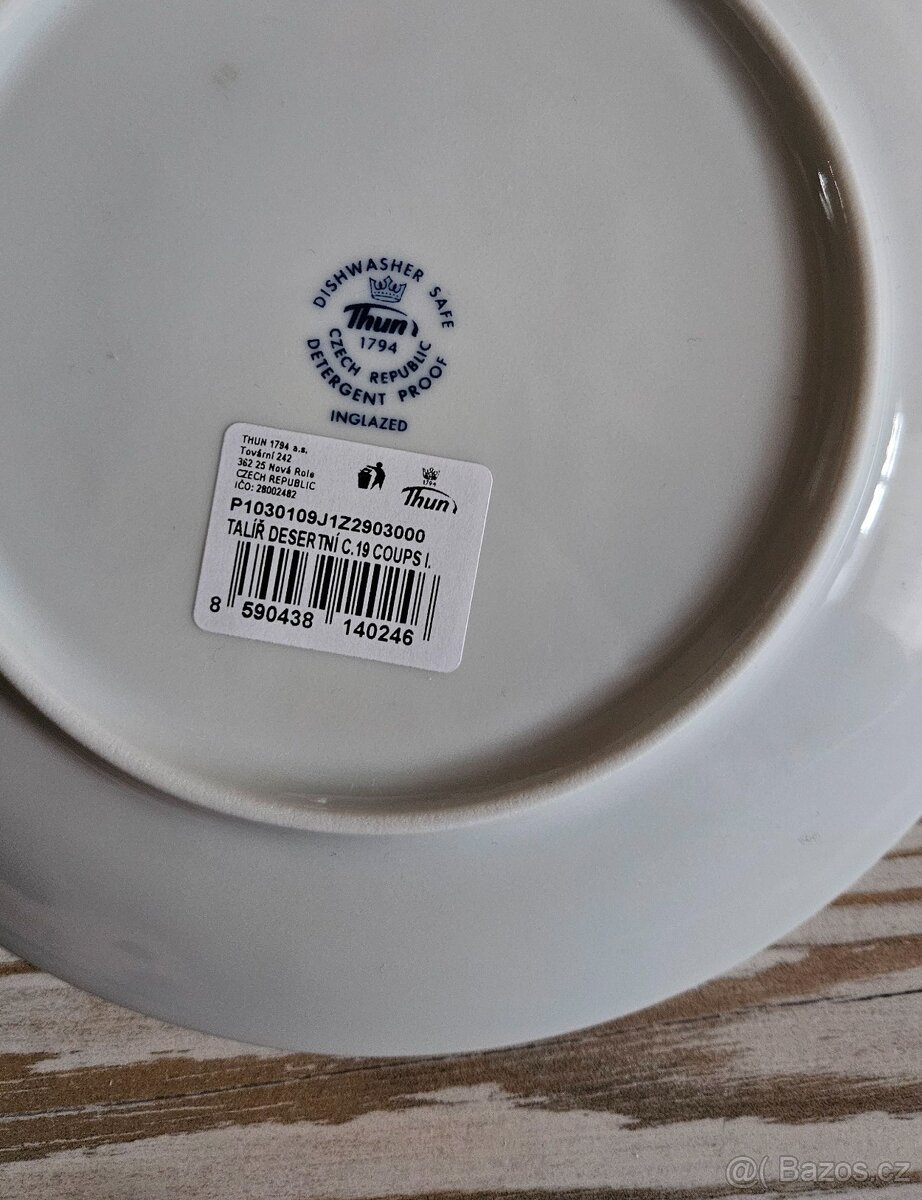 DISHWASHER SAFE
Thun
1794
CZECH REPUBLIC
DETERGENT PROOF
INGLAZED
THUN 1794 a.s.
Tovární 242
362 25 Nová Role
CZECH REPUBLIC
IČO: 28002482
1794
Thun
P1030109J1Z2903000
TALÍŘ DESERTNÍ C.19 COUPS I.
8 590438 140246
@( Bazos.cz